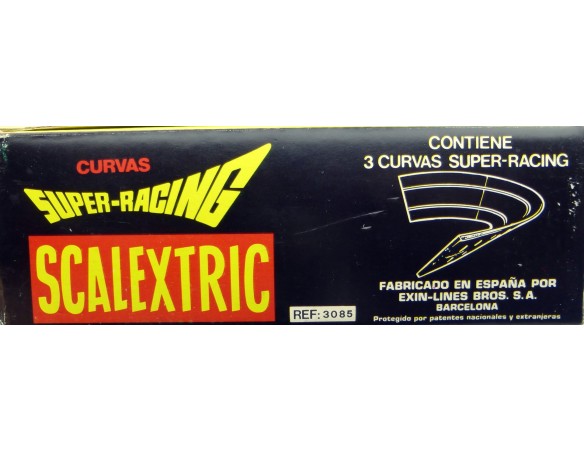 CURVAS
SUPER-RACING
SCALEXTRIC
REF: 3085
CONTIENE
3 CURVAS SUPER-RACING
FABRICADO EN ESPAÑA POR
EXIN-LINES BROS. S.A.
BARCELONA
Protegido por patentes nacionales y extranjeras